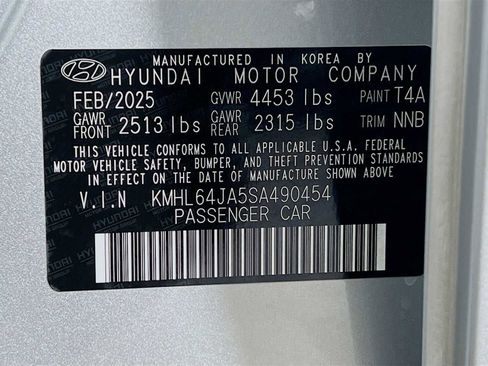 MANUFACTURED IN KOREA BY
HYUNDAI MOTOR COMPANY
FEB/2025 GVWR 4453 lbs PAINT T4A
GAWR FRONT 2513 lbs GAWR REAR 2315 lbs TRIM NNB
THIS VEHICLE CONFORMS TO ALL APPLICABLE U.S.A. FEDERAL
MOTOR VEHICLE SAFETY, BUMPER, AND THEFT PREVENTION STANDARDS
IN EFFECT ON THE DATE OF MANUFACTURE SHOWN ABOVE.
V.I.N KMHL64JA5SA490454
PASSENGER CAR